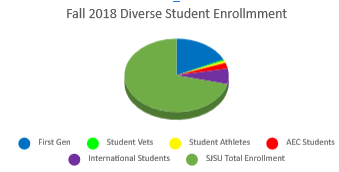 Fall 2018 Diverse Student Enrollmment
First Gen Student Vets Student Athletes AEC Students
International Students SJSU Total Enrollment